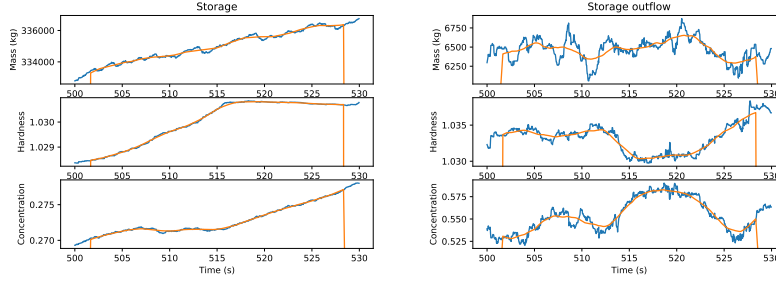 Storage
Mass (kg)
336000
334000
500 505 510 515 520 525 530
Hardness
1.030
1.029
500 505 510 515 520 525 530
Concentration
0.275
0.270
500 505 510 515 520 525 530
Time (s)
Storage outflow
Mass (kg)
6750
6500
6250
500 505 510 515 520 525 530
Hardness
1.035
1.030
500 505 510 515 520 525 530
Concentration
0.575
0.550
0.525
500 505 510 515 520 525 530
Time (s)